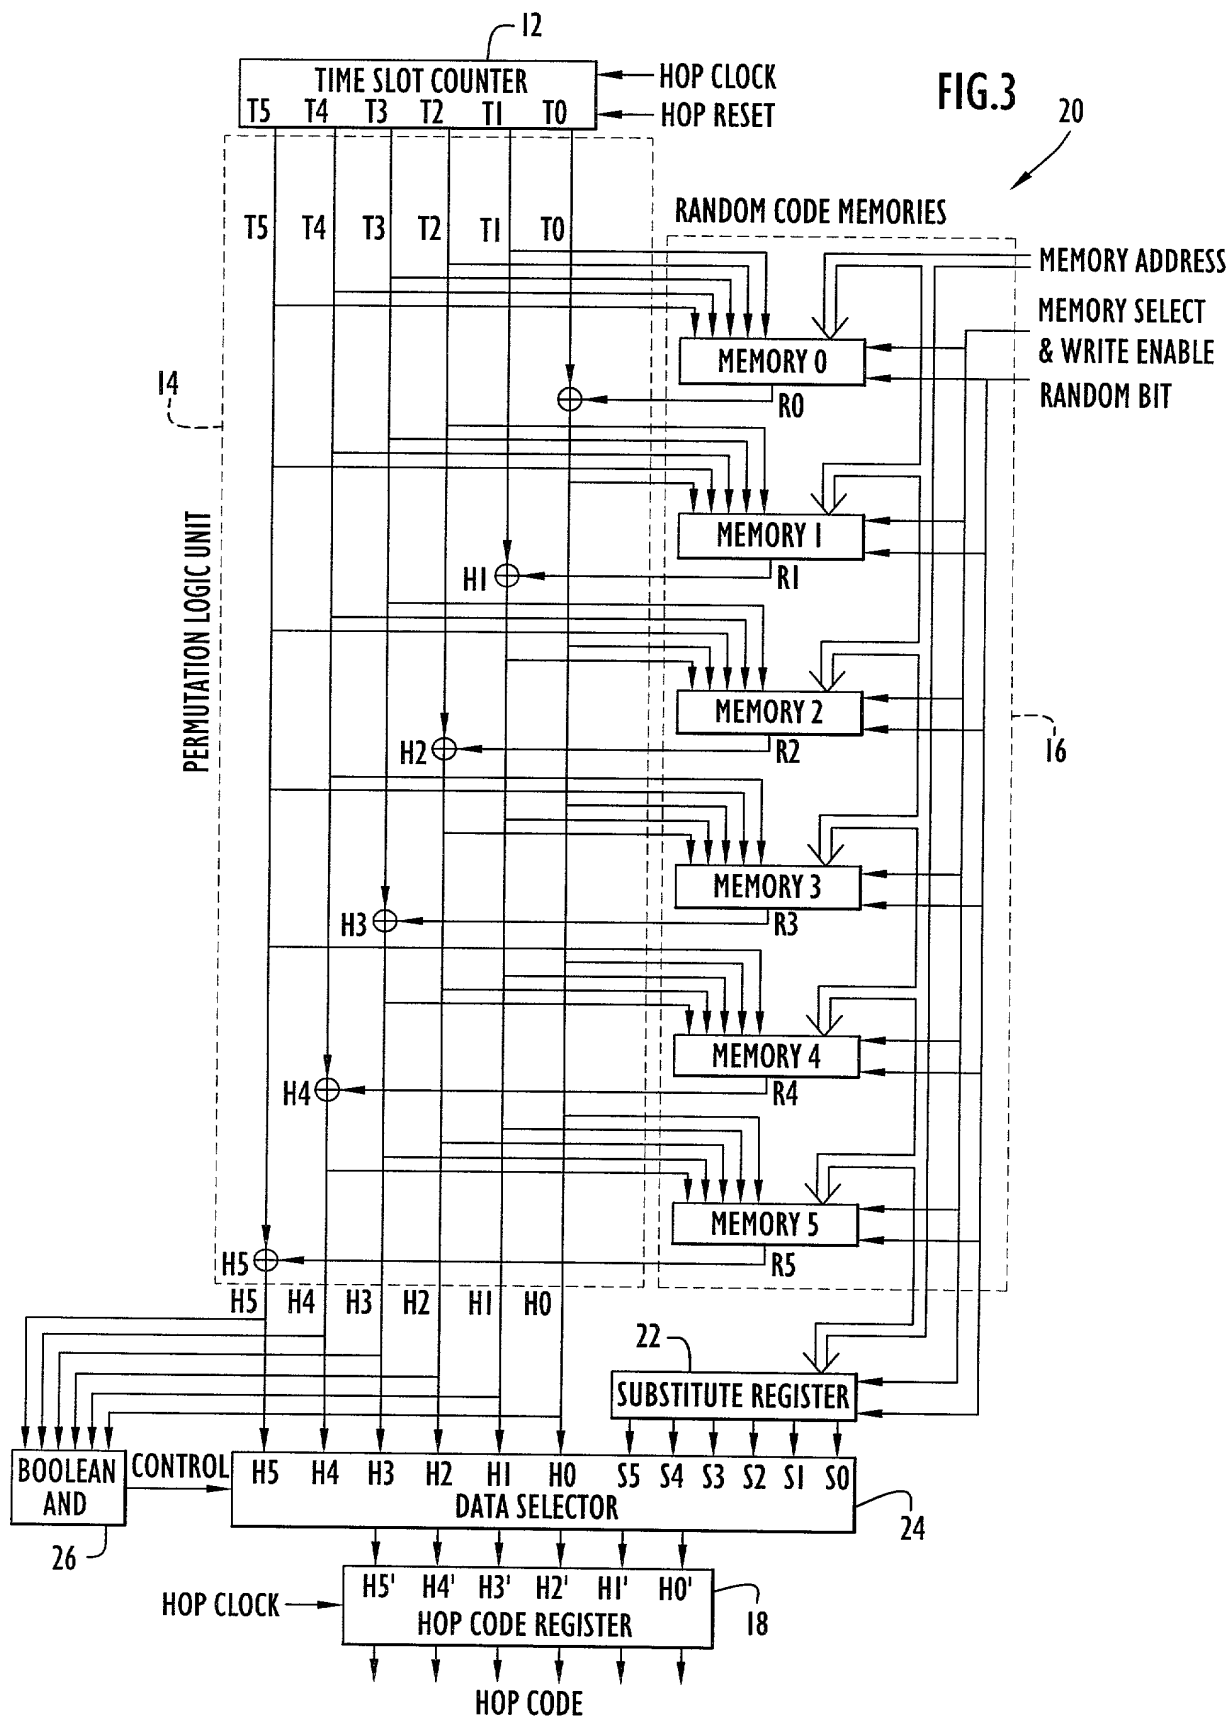 12
TIME SLOT COUNTER
T5 T4 T3 T2 T1 T0
HOP CLOCK
HOP RESET
FIG.3
20
T5 T4 T3 T2 T1 T0
RANDOM CODE MEMORIES
MEMORY ADDRESS
MEMORY SELECT
& WRITE ENABLE
RANDOM BIT
14
PERMUTATION LOGIC UNIT
MEMORY 0
R0
MEMORY 1
H1
R1
MEMORY 2
H2
R2
16
MEMORY 3
H3
R3
MEMORY 4
H4
R4
MEMORY 5
H5
R5
H5 H4 H3 H2 H1 H0
22
SUBSTITUTE REGISTER
BOOLEAN
AND
CONTROL
26
H5 H4 H3 H2 H1 H0 S5 S4 S3 S2 S1 S0
DATA SELECTOR
24
HOP CLOCK
H5' H4' H3' H2' H1' H0'
HOP CODE REGISTER
18
HOP CODE